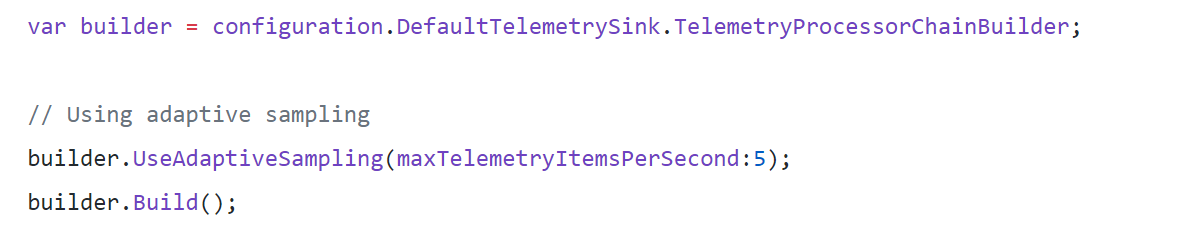 var builder = configuration.DefaultTelemetrySink.TelemetryProcessorChainBuilder;
// Using adaptive sampling
builder.UseAdaptiveSampling(maxTelemetryItemsPerSecond:5);
builder.Build();